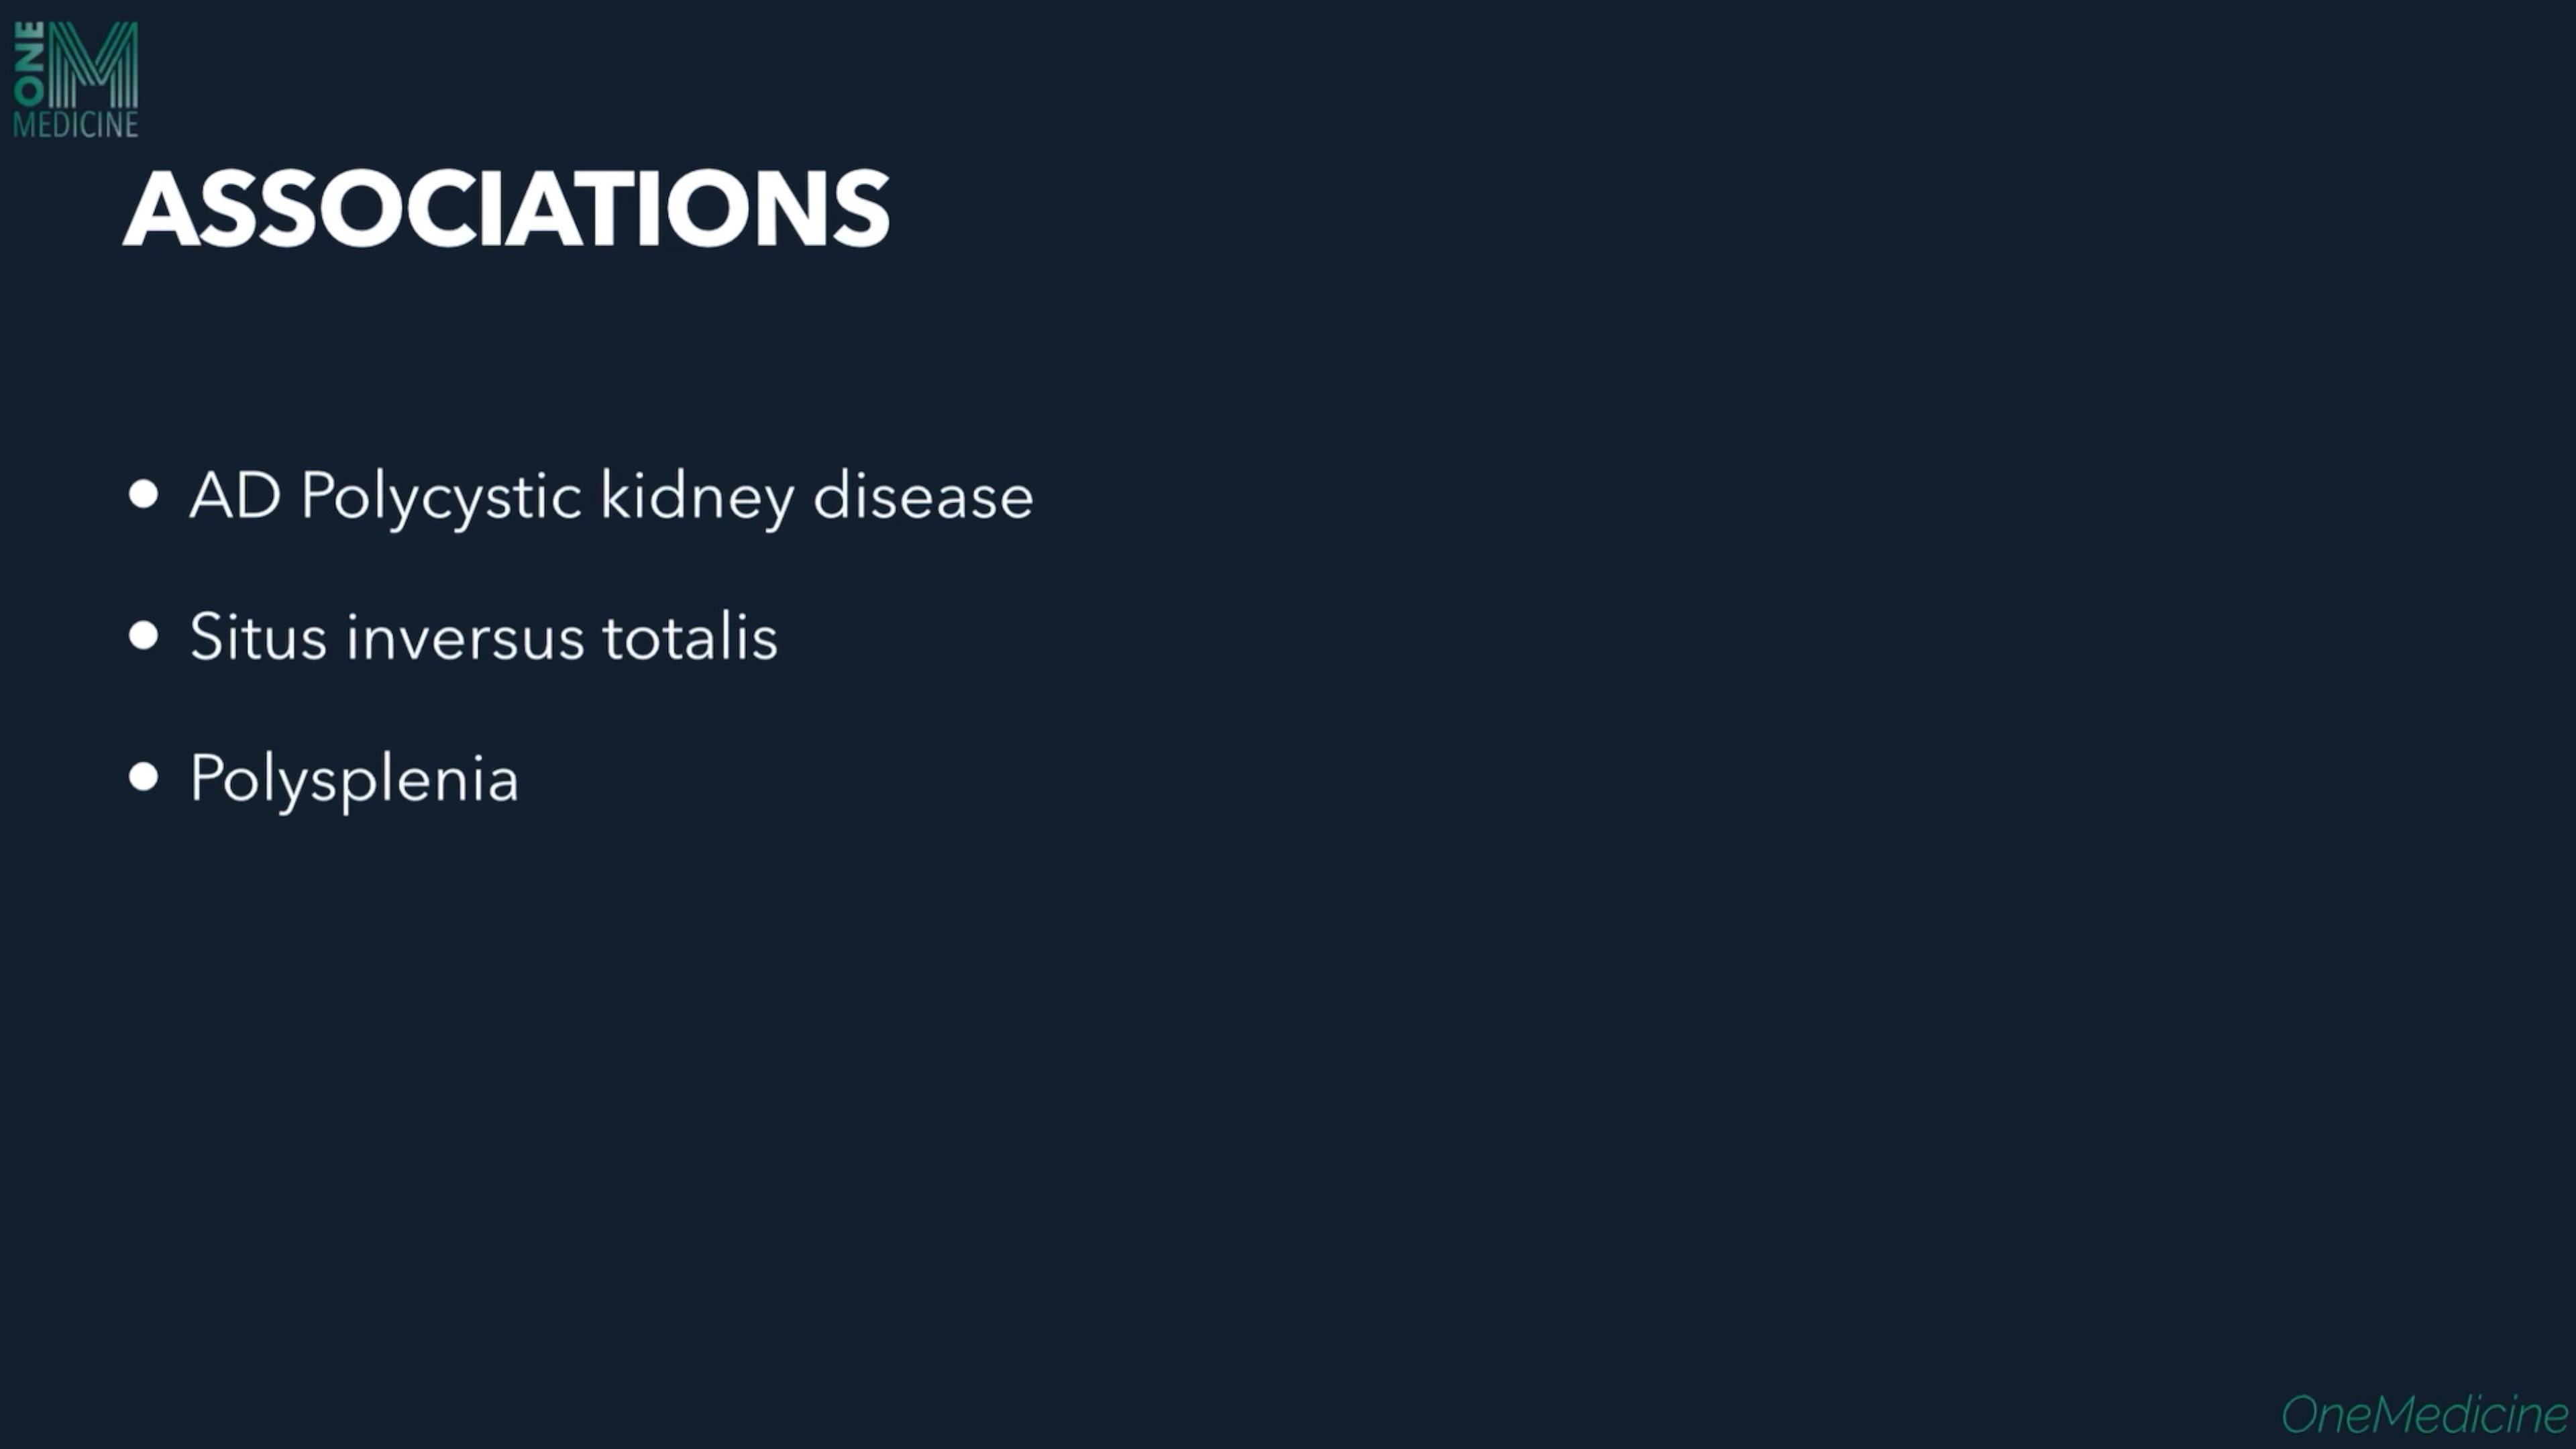 ONE
MEDICINE
ASSOCIATIONS
• AD Polycystic kidney disease
• Situs inversus totalis
• Polysplenia
OneMedicine